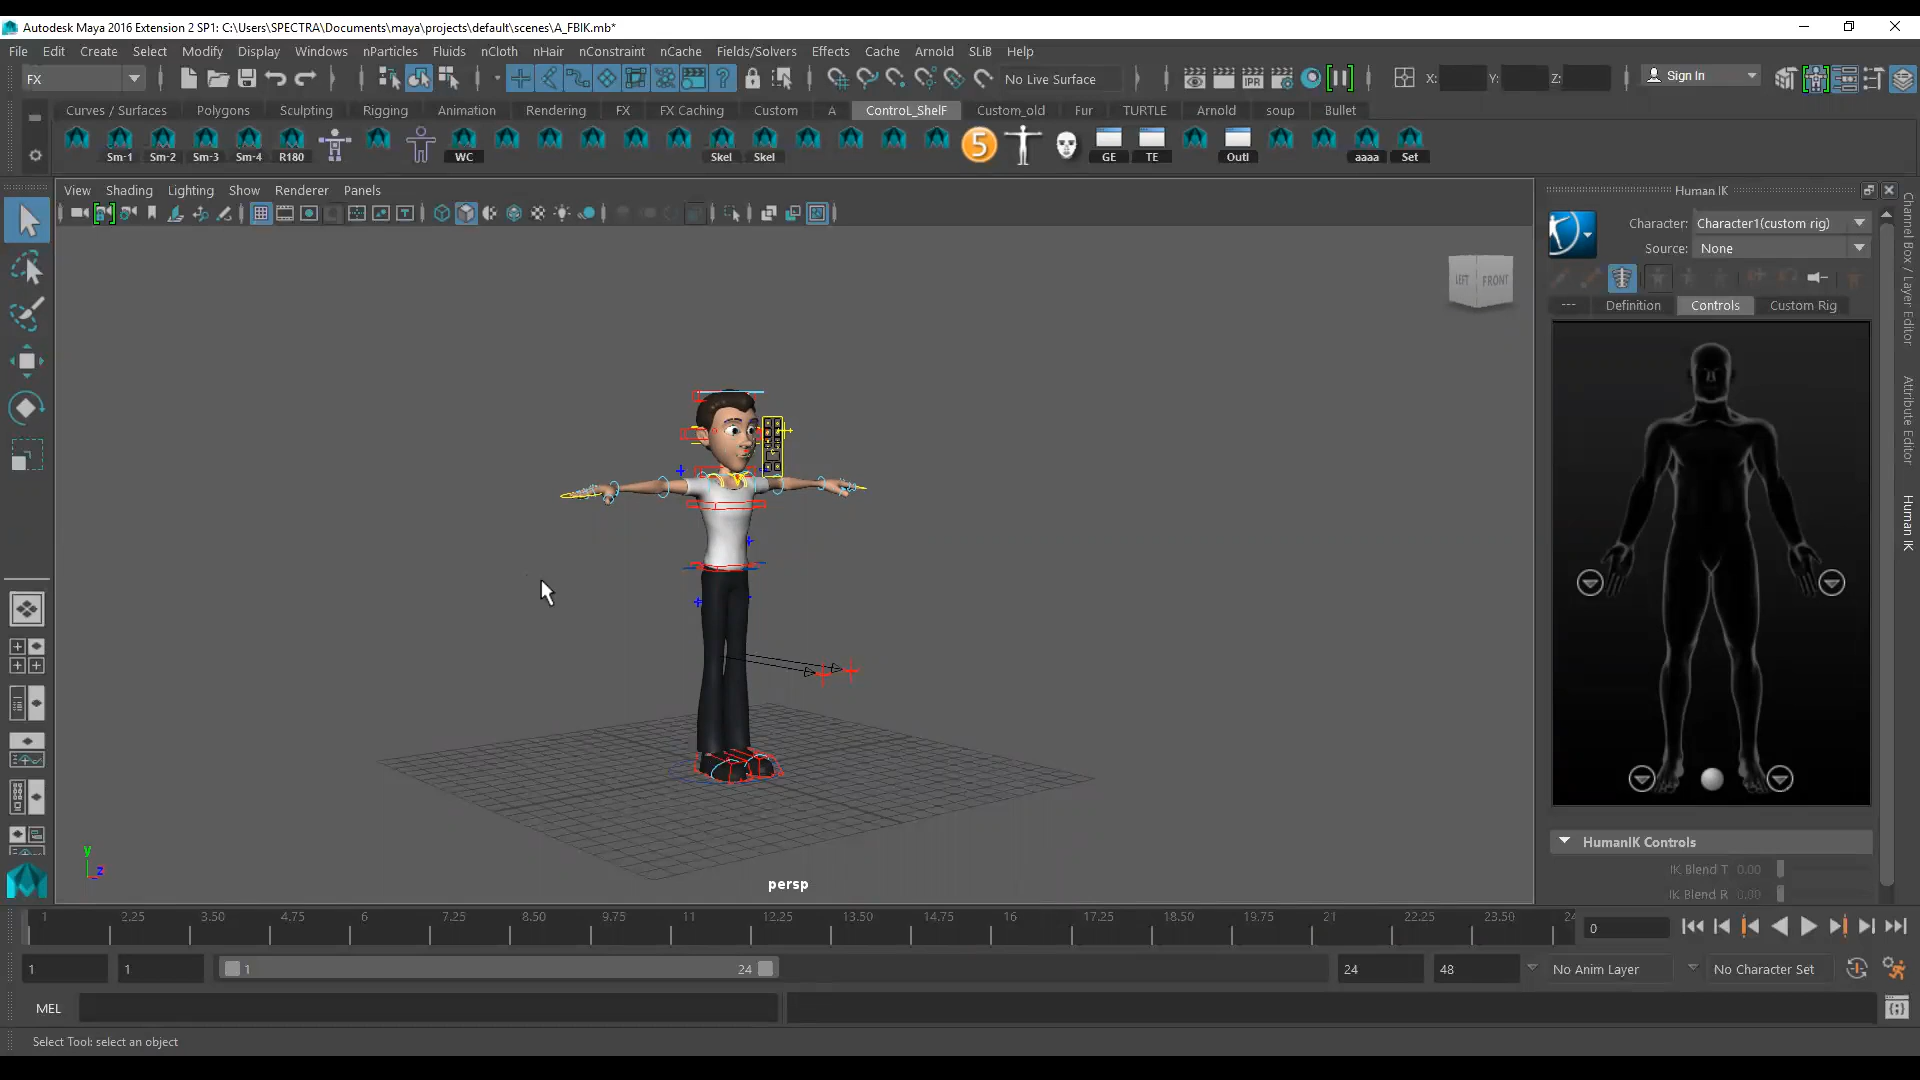 Autodesk Maya 2016 Extension 2 SP1: C:\Users\SPECTRA\Documents\maya\projects\default\scenes\A_FBIK.mb*
File Edit Create Select Modify Display Windows nParticles Fluids nCloth nHair nConstraint nCache Fields/Solvers Effects Cache Arnold SLiB Help
FX
No Live Surface
IPR
X: Y: Z:
Sign In
Curves / Surfaces Polygons Sculpting Rigging Animation Rendering FX FX Caching Custom A ControL_ShelF Custom_old Fur TURTLE Arnold soup Bullet
5
Sm-1 Sm-2 Sm-3 Sm-4 R180 WC Skel Skel GE TE Outl aaaa Set
View Shading Lighting Show Renderer Panels
Human IK
Character: Character1(custom rig)
Source: None
--- Definition Controls Custom Rig
LEFT FRONT
Channel Box / Layer Editor
Attribute Editor
Human IK
HumanIK Controls
IK Blend T 0.00
IK Blend R 0.00
y
z
persp
1 2.25 3.50 4.75 6 7.25 8.50 9.75 11 12.25 13.50 14.75 16 17.25 18.50 19.75 21 22.25 23.50 24
0
1 1 1 24 24 48 No Anim Layer No Character Set
MEL
Select Tool: select an object